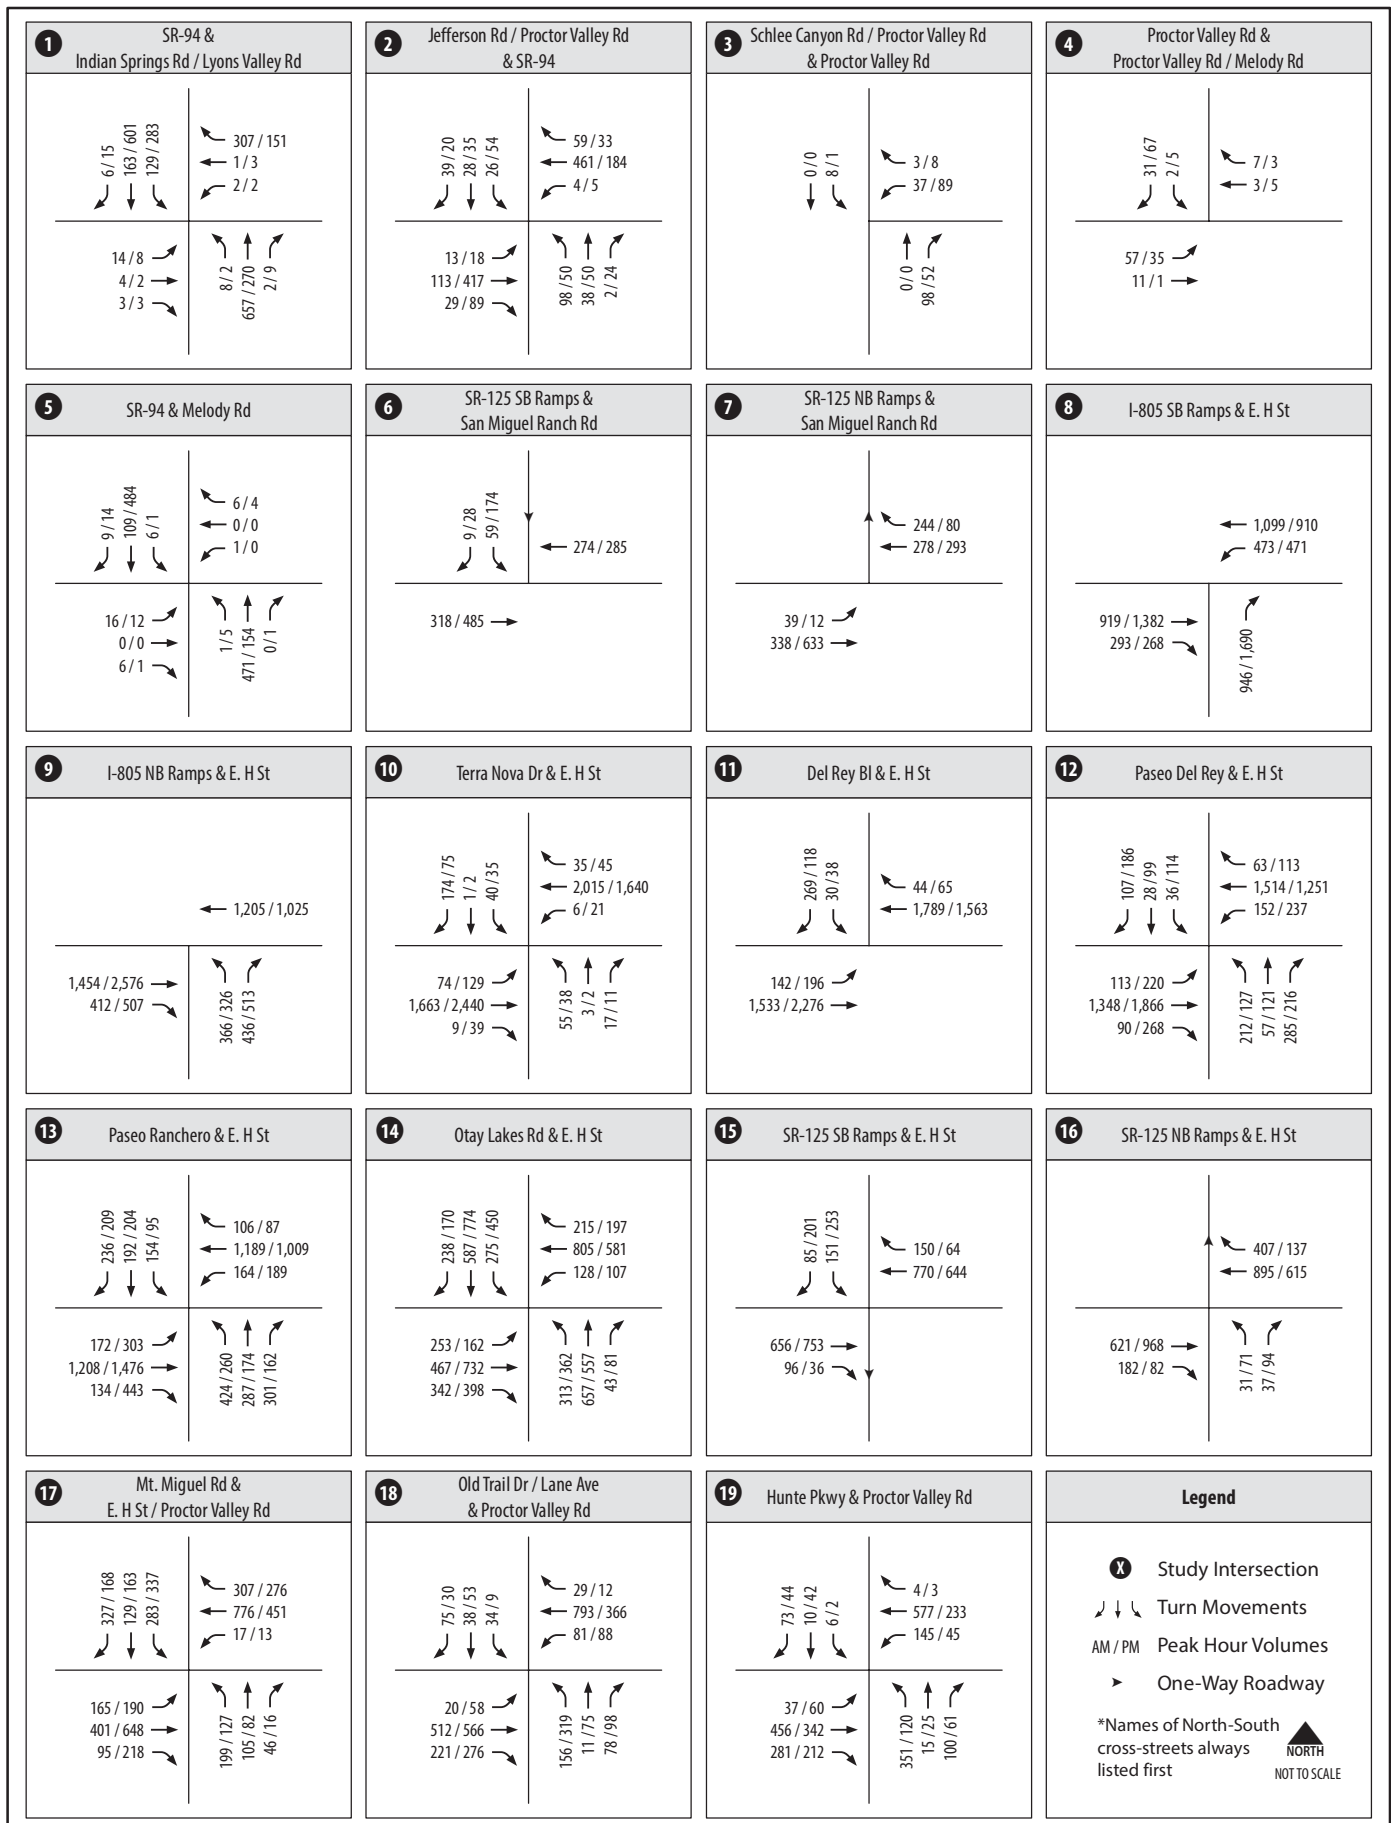 1
SR-94 &
Indian Springs Rd / Lyons Valley Rd
6 / 15
163 / 601
129 / 283
307 / 151
1 / 3
2 / 2
14 / 8
4 / 2
3 / 3
8 / 2
657 / 270
2 / 9
2
Jefferson Rd / Proctor Valley Rd
& SR-94
39 / 20
28 / 35
26 / 54
59 / 33
461 / 184
4 / 5
13 / 18
113 / 417
29 / 89
98 / 50
38 / 50
2 / 24
3
Schlee Canyon Rd / Proctor Valley Rd
& Proctor Valley Rd
0 / 0
8 / 1
3 / 8
37 / 89
0 / 0
98 / 52
4
Proctor Valley Rd &
Proctor Valley Rd / Melody Rd
31 / 67
2 / 5
7 / 3
3 / 5
57 / 35
11 / 1
5
SR-94 & Melody Rd
9 / 14
109 / 484
6 / 1
6 / 4
0 / 0
1 / 0
16 / 12
0 / 0
6 / 1
1 / 5
471 / 154
0 / 1
6
SR-125 SB Ramps &
San Miguel Ranch Rd
9 / 28
59 / 174
274 / 285
318 / 485
7
SR-125 NB Ramps &
San Miguel Ranch Rd
244 / 80
278 / 293
39 / 12
338 / 633
8
I-805 SB Ramps & E. H St
1,099 / 910
473 / 471
919 / 1,382
293 / 268
946 / 1,690
9
I-805 NB Ramps & E. H St
1,205 / 1,025
1,454 / 2,576
412 / 507
366 / 326
436 / 513
10
Terra Nova Dr & E. H St
174 / 75
1 / 2
40 / 35
35 / 45
2,015 / 1,640
6 / 21
74 / 129
1,663 / 2,440
9 / 39
55 / 38
3 / 2
17 / 11
11
Del Rey Bl & E. H St
269 / 118
30 / 38
44 / 65
1,789 / 1,563
142 / 196
1,533 / 2,276
12
Paseo Del Rey & E. H St
107 / 186
28 / 99
36 / 114
63 / 113
1,514 / 1,251
152 / 237
113 / 220
1,348 / 1,866
90 / 268
212 / 127
57 / 121
285 / 216
13
Paseo Ranchero & E. H St
236 / 209
192 / 204
154 / 95
106 / 87
1,189 / 1,009
164 / 189
172 / 303
1,208 / 1,476
134 / 443
424 / 260
287 / 174
301 / 162
14
Otay Lakes Rd & E. H St
238 / 170
587 / 774
275 / 450
215 / 197
805 / 581
128 / 107
253 / 162
467 / 732
342 / 398
313 / 362
657 / 557
43 / 81
15
SR-125 SB Ramps & E. H St
85 / 201
151 / 253
150 / 64
770 / 644
656 / 753
96 / 36
16
SR-125 NB Ramps & E. H St
407 / 137
895 / 615
621 / 968
182 / 82
31 / 71
37 / 94
17
Mt. Miguel Rd &
E. H St / Proctor Valley Rd
327 / 168
129 / 163
283 / 337
307 / 276
776 / 451
17 / 13
165 / 190
401 / 648
95 / 218
199 / 127
105 / 82
46 / 16
18
Old Trail Dr / Lane Ave
& Proctor Valley Rd
75 / 30
38 / 53
34 / 9
29 / 12
793 / 366
81 / 88
20 / 58
512 / 566
221 / 276
156 / 319
11 / 75
78 / 98
19
Hunte Pkwy & Proctor Valley Rd
73 / 44
10 / 42
6 / 2
4 / 3
577 / 233
145 / 45
37 / 60
456 / 342
281 / 212
351 / 120
15 / 25
100 / 61
Legend
X Study Intersection
Turn Movements
AM / PM Peak Hour Volumes
One-Way Roadway
*Names of North-South
cross-streets always
listed first
NORTH
NOT TO SCALE